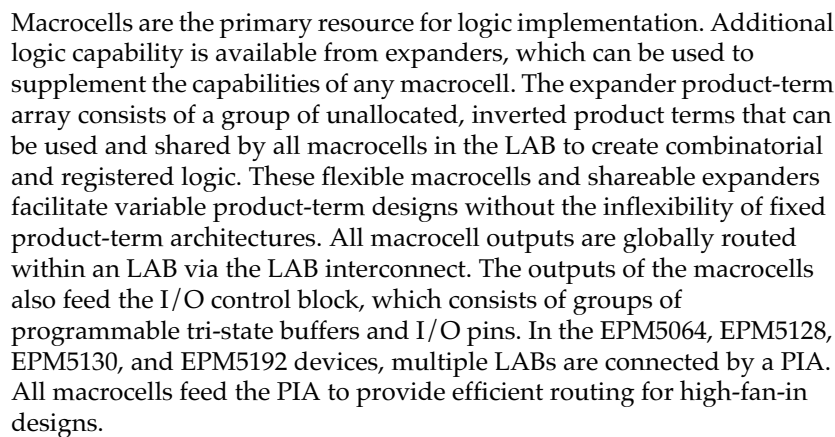 Macrocells are the primary resource for logic implementation. Additional
logic capability is available from expanders, which can be used to
supplement the capabilities of any macrocell. The expander product-term
array consists of a group of unallocated, inverted product terms that can
be used and shared by all macrocells in the LAB to create combinatorial
and registered logic. These flexible macrocells and shareable expanders
facilitate variable product-term designs without the inflexibility of fixed
product-term architectures. All macrocell outputs are globally routed
within an LAB via the LAB interconnect. The outputs of the macrocells
also feed the I/O control block, which consists of groups of
programmable tri-state buffers and I/O pins. In the EPM5064, EPM5128,
EPM5130, and EPM5192 devices, multiple LABs are connected by a PIA.
All macrocells feed the PIA to provide efficient routing for high-fan-in
designs.